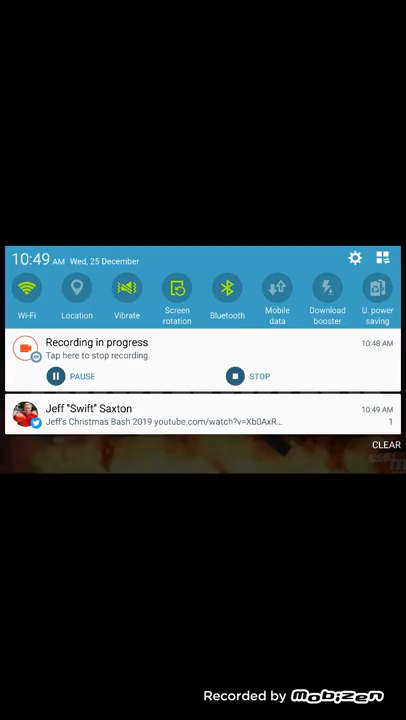 10:49 AM Wed, 25 December
Wi-Fi
Location
Vibrate
Screen rotation
Bluetooth
Mobile data
Download booster
U. power saving
Recording in progress 10:48 AM
Tap here to stop recording.
PAUSE STOP
Jeff "Swift" Saxton 10:49 AM
Jeff's Christmas Bash 2019 youtube.com/watch?v=Xb0AxR... 1
CLEAR
Recorded by mobizen